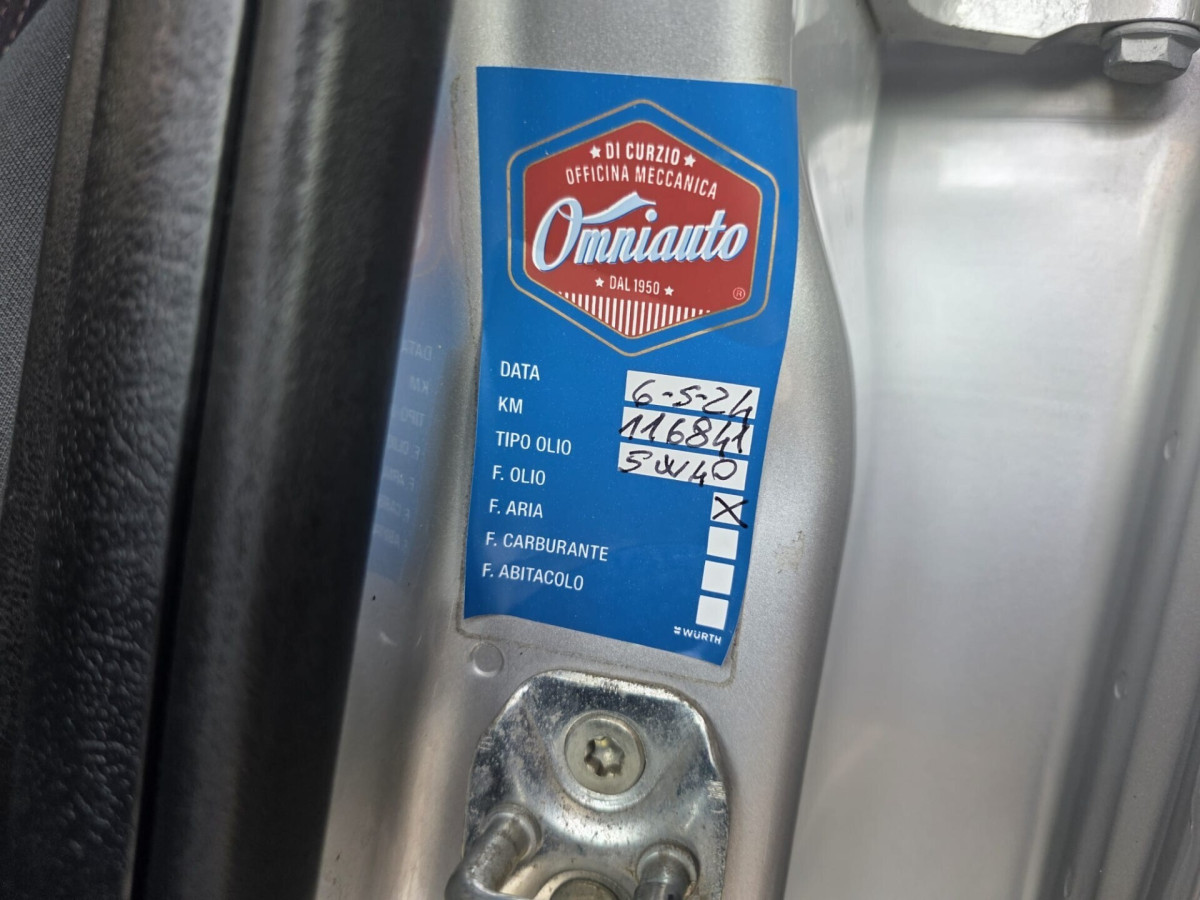 ★ DI CURZIO ★
OFFICINA MECCANICA
Omniauto
★ DAL 1950 ★
®
DATA 6-5-24
KM 116841
TIPO OLIO 5W40
F. OLIO X
F. ARIA
F. CARBURANTE
F. ABITACOLO
WÜRTH